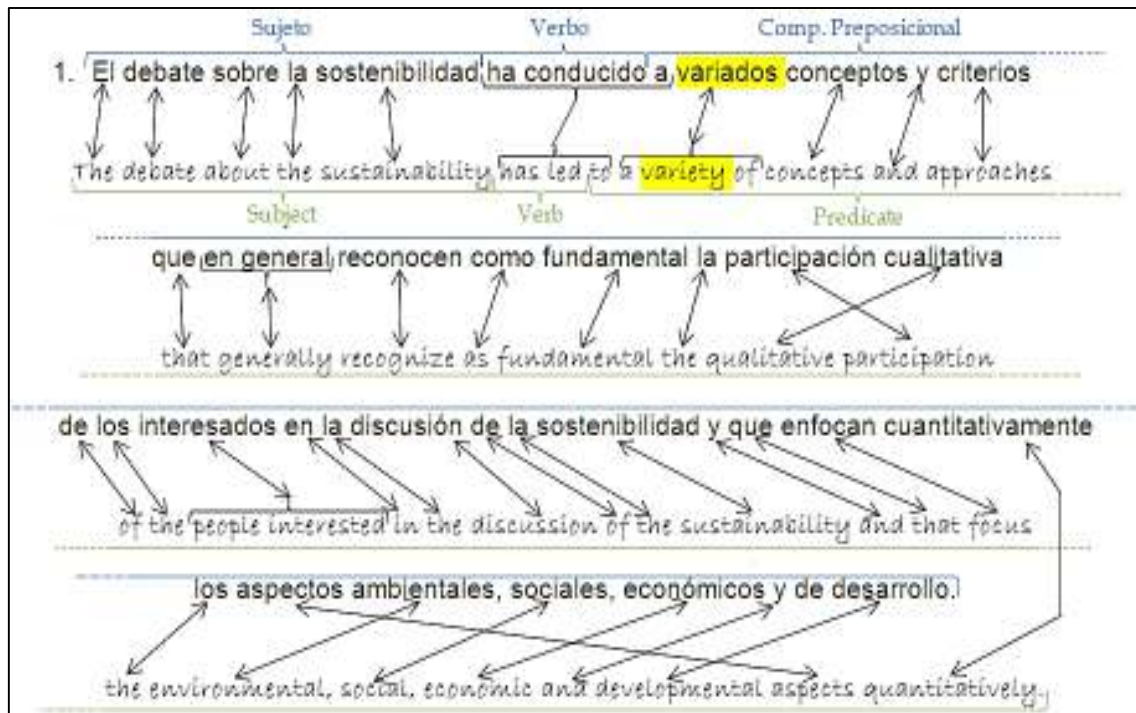 Sujeto Verbo Comp. Preposicional
1. El debate sobre la sostenibilidad ha conducido a variados conceptos y criterios
The debate about the sustainability has led to a variety of concepts and approaches
Subject Verb Predicate
que en general reconocen como fundamental la participación cualitativa
that generally recognize as fundamental the qualitative participation
de los interesados en la discusión de la sostenibilidad y que enfocan cuantitativamente
of the people interested in the discussion of the sustainability and that focus
los aspectos ambientales, sociales, económicos y de desarrollo.
the environmental, social, economic and developmental aspects quantitatively.